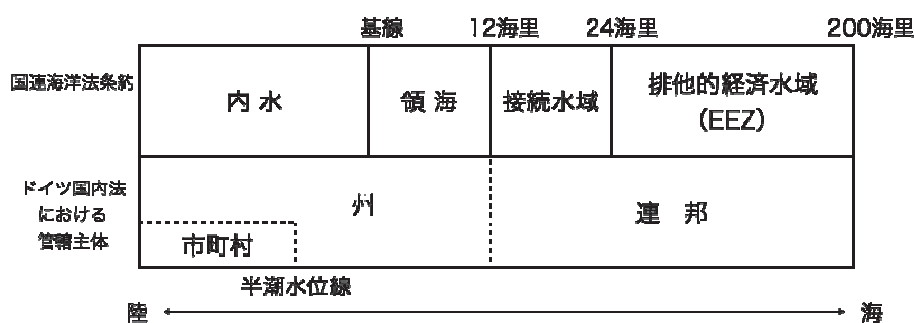 基線 12海里 24海里 200海里
国連海洋法条約
内水 領海 接続水域 排他的経済水域
(EEZ)
ドイツ国内法
における
管轄主体
州 連邦
市町村
半潮水位線
陸 海